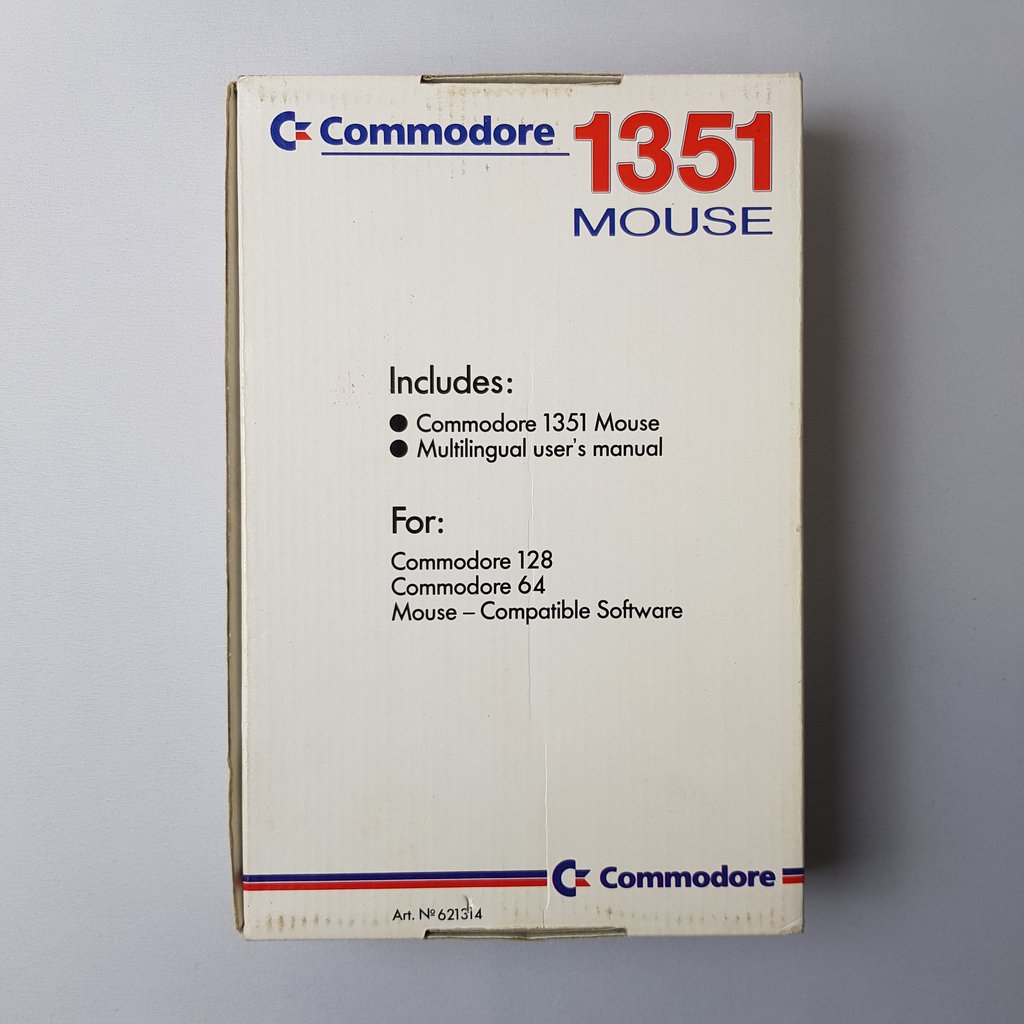 Commodore 1351
MOUSE
Includes:
● Commodore 1351 Mouse
● Multilingual user's manual
For:
Commodore 128
Commodore 64
Mouse – Compatible Software
Commodore
Art. Nº 621314